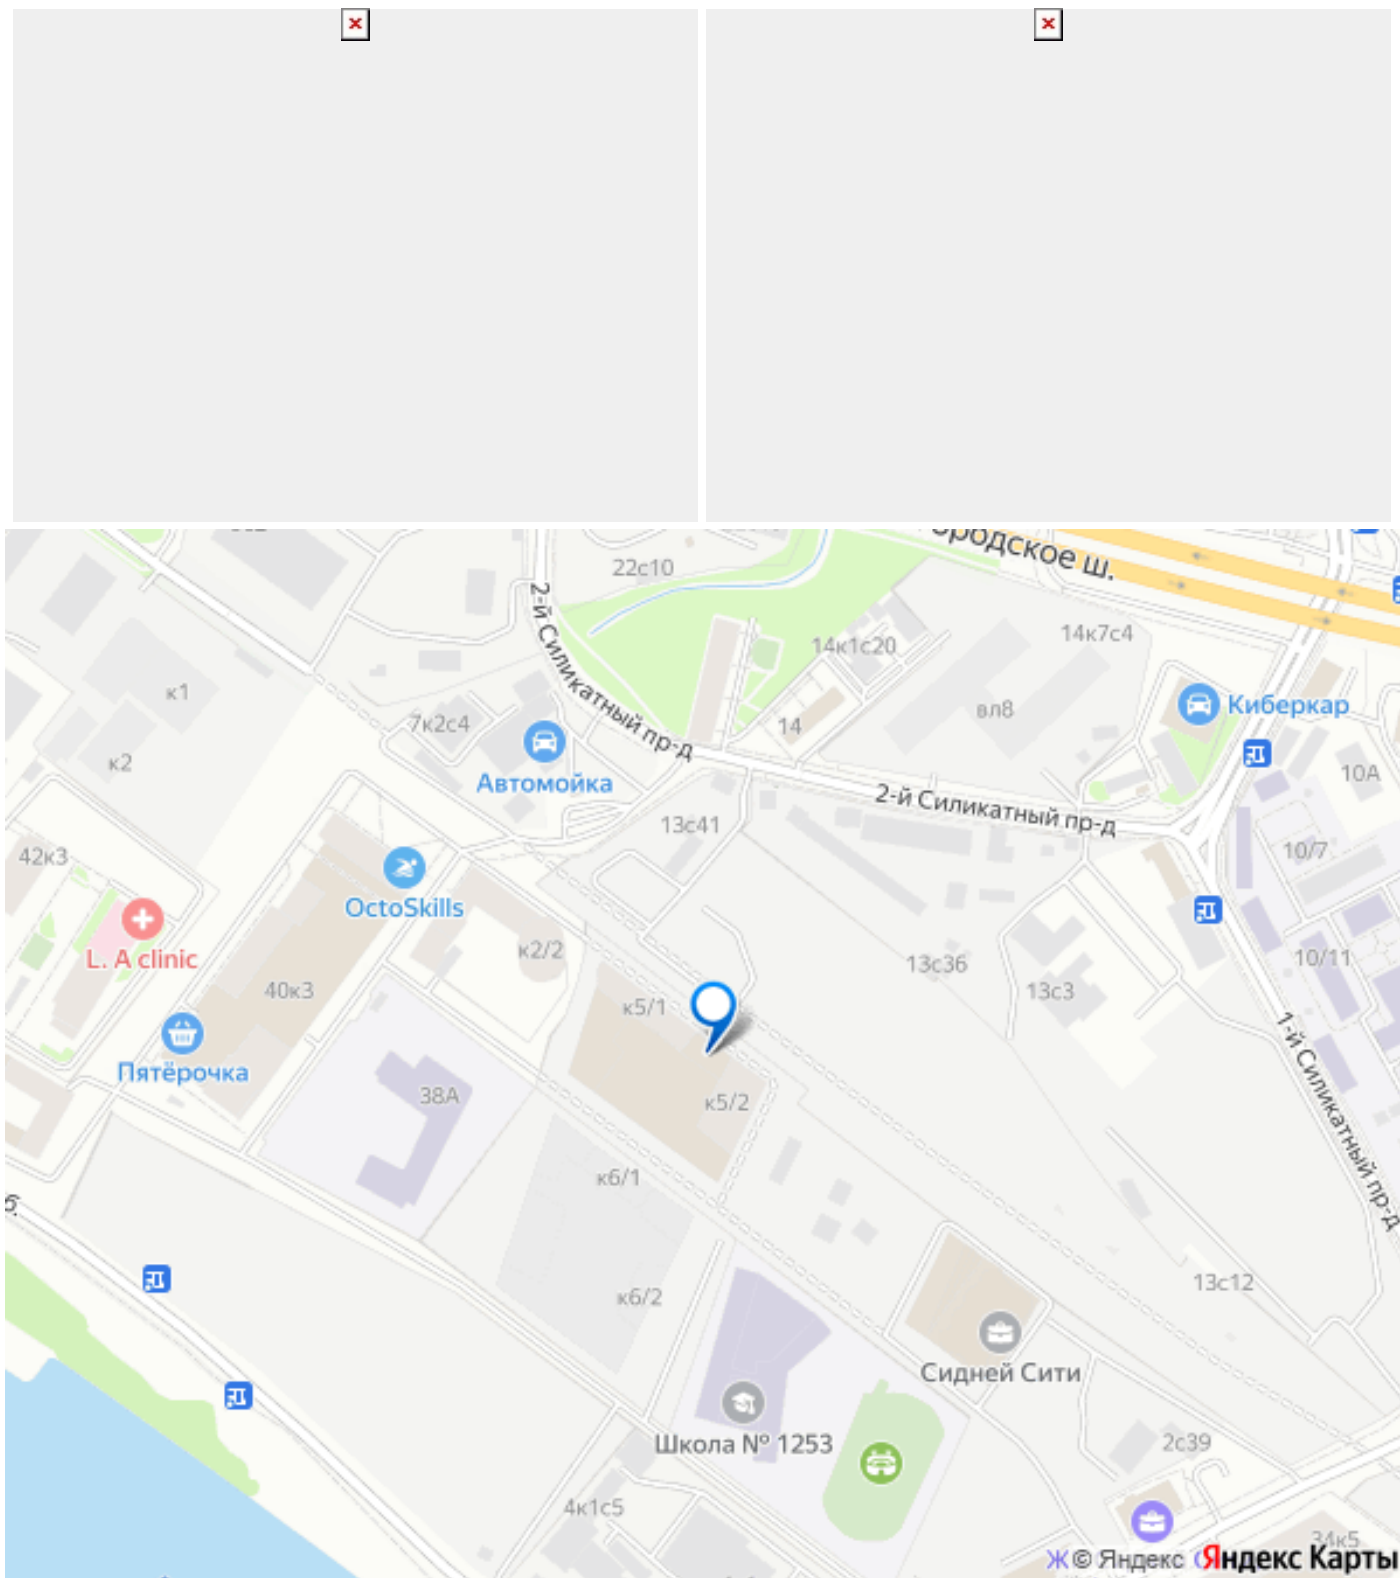 ородское ш.
22с10
2-й Силикатный пр-д
14к1с20
14к7с4
к1
7к2с4
14
вл8
Киберкар
к2
Автомойка
10А
2-й Силикатный пр-д
13с41
42к3
10/7
OctoSkills
L. A clinic
к2/2
13с36
10/11
40к3
13с3
к5/1
1-й Силикатный пр-д
Пятёрочка
38А
к5/2
к6/1
13с12
к6/2
Сидней Сити
Школа № 1253
2с39
4к1с5
34к5
Ж © Яндекс Яндекс Карты